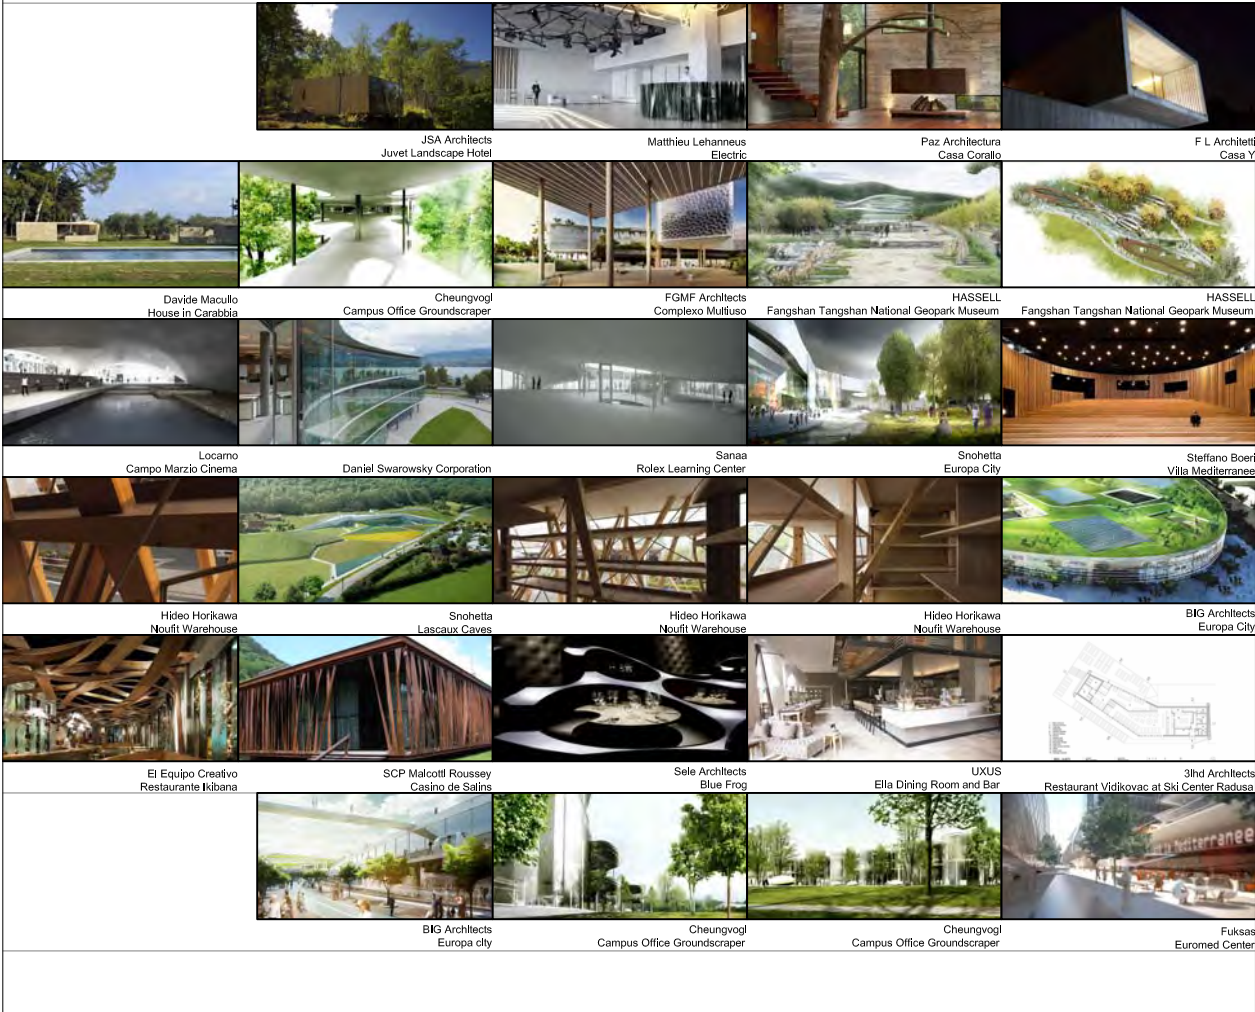 JSA Architects
Juvet Landscape Hotel
Matthieu Lehanneus
Electric
Paz Architectura
Casa Corallo
F L Architetti
Casa Y
Davide Macullo
House in Carabbia
Cheungvogl
Campus Office Groundscraper
FGMF Architects
Complexo Multiuso
HASSELL
Fangshan Tangshan National Geopark Museum
HASSELL
Fangshan Tangshan National Geopark Museum
Locarno
Campo Marzio Cinema
Daniel Swarowsky Corporation
Sanaa
Rolex Learning Center
Snohetta
Europa City
Steffano Boeri
Villa Mediterranee
Hideo Horikawa
Noufit Warehouse
Snohetta
Lascaux Caves
Hideo Horikawa
Noufit Warehouse
Hideo Horikawa
Noufit Warehouse
BIG Architects
Europa City
El Equipo Creativo
Restaurante Ikibana
SCP Malcottl Roussey
Casino de Salins
Sele Architects
Blue Frog
UXUS
Ella Dining Room and Bar
3lhd Architects
Restaurant Vidikovac at Ski Center Radusa
Mediterranee
BIG Architects
Europa city
Cheungvogl
Campus Office Groundscraper
Cheungvogl
Campus Office Groundscraper
Fuksas
Euromed Center